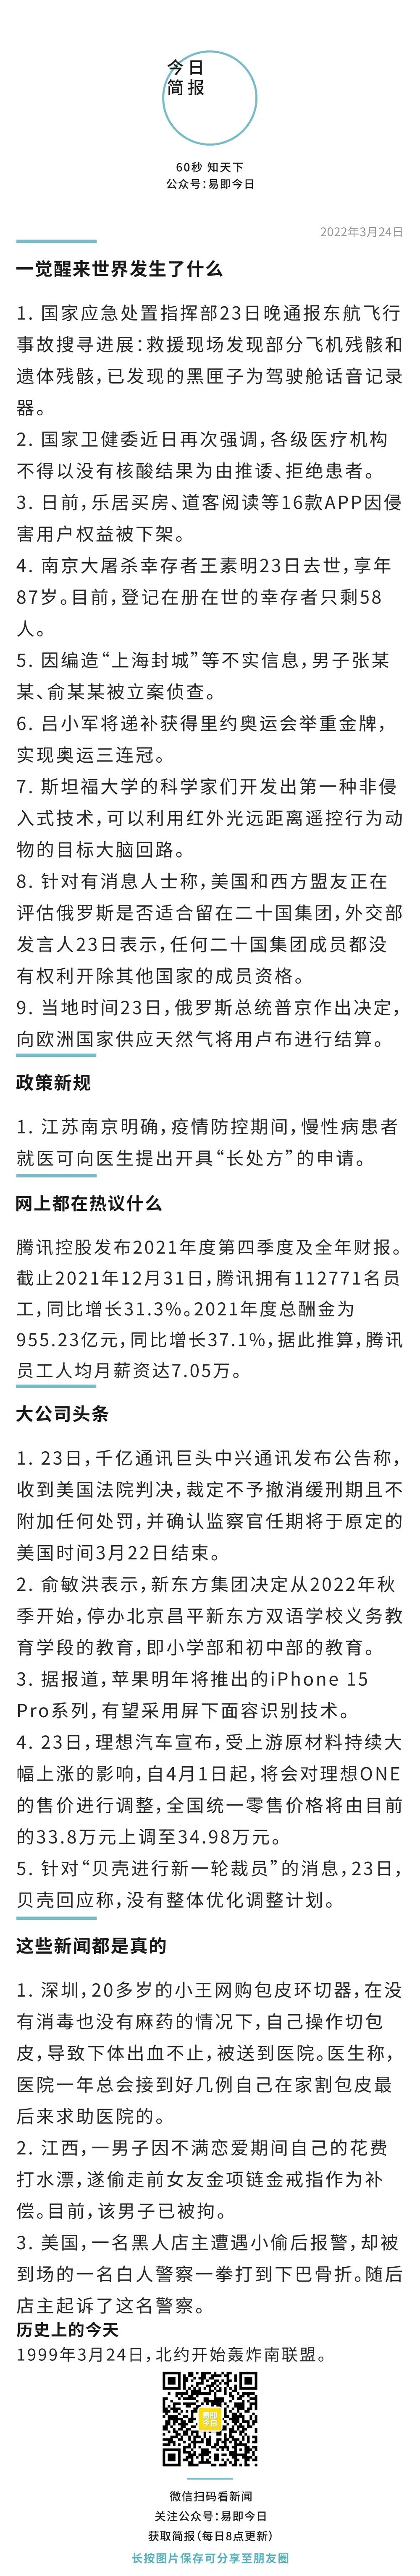 今日
简报
60秒 知天下
公众号：易即今日
2022年3月24日
一觉醒来世界发生了什么
1. 国家应急处置指挥部23日晚通报东航飞行
事故搜寻进展：救援现场发现部分飞机残骸和
遗体残骸，已发现的黑匣子为驾驶舱话音记录
器。
2. 国家卫健委近日再次强调，各级医疗机构
不得以没有核酸结果为由推诿、拒绝患者。
3. 日前，乐居买房、道客阅读等16款APP因侵
害用户权益被下架。
4. 南京大屠杀幸存者王素明23日去世，享年
87岁。目前，登记在册在世的幸存者只剩58
人。
5. 因编造“上海封城”等不实信息，男子张某
某、俞某某被立案侦查。
6. 吕小军将递补获得里约奥运会举重金牌，
实现奥运三连冠。
7. 斯坦福大学的科学家们开发出第一种非侵
入式技术，可以利用红外光远距离遥控行为动
物的目标大脑回路。
8. 针对有消息人士称，美国和西方盟友正在
评估俄罗斯是否适合留在二十国集团，外交部
发言人23日表示，任何二十国集团成员都没
有权利开除其他国家的成员资格。
9. 当地时间23日，俄罗斯总统普京作出决定，
向欧洲国家供应天然气将用卢布进行结算。
政策新规
1. 江苏南京明确，疫情防控期间，慢性病患者
就医可向医生提出开具“长处方”的申请。
网上都在热议什么
腾讯控股发布2021年度第四季度及全年财报。
截止2021年12月31日，腾讯拥有112771名员
工，同比增长31.3%。2021年度总酬金为
955.23亿元，同比增长37.1%，据此推算，腾讯
员工人均月薪资达7.05万。
大公司头条
1. 23日，千亿通讯巨头中兴通讯发布公告称，
收到美国法院判决，裁定不予撤消缓刑期且不
附加任何处罚，并确认监察官任期将于原定的
美国时间3月22日结束。
2. 俞敏洪表示，新东方集团决定从2022年秋
季开始，停办北京昌平新东方双语学校义务教
育学段的教育，即小学部和初中部的教育。
3. 据报道，苹果明年将推出的iPhone 15
Pro系列，有望采用屏下面容识别技术。
4. 23日，理想汽车宣布，受上游原材料持续大
幅上涨的影响，自4月1日起，将会对理想ONE
的售价进行调整，全国统一零售价格将由目前
的33.8万元上调至34.98万元。
5. 针对“贝壳进行新一轮裁员”的消息，23日，
贝壳回应称，没有整体优化调整计划。
这些新闻都是真的
1. 深圳，20多岁的小王网购包皮环切器，在没
有消毒也没有麻药的情况下，自己操作切包
皮，导致下体出血不止，被送到医院。医生称，
医院一年总会接到好几例自己在家割包皮最
后来求助医院的。
2. 江西，一男子因不满恋爱期间自己的花费
打水漂，遂偷走前女友金项链金戒指作为补
偿。目前，该男子已被拘。
3. 美国，一名黑人店主遭遇小偷后报警，却被
到场的一名白人警察一拳打到下巴骨折。随后
店主起诉了这名警察。
历史上的今天
1999年3月24日，北约开始轰炸南联盟。
易即
今日
微信扫码看新闻
关注公众号：易即今日
获取简报（每日8点更新）
长按图片保存可分享至朋友圈